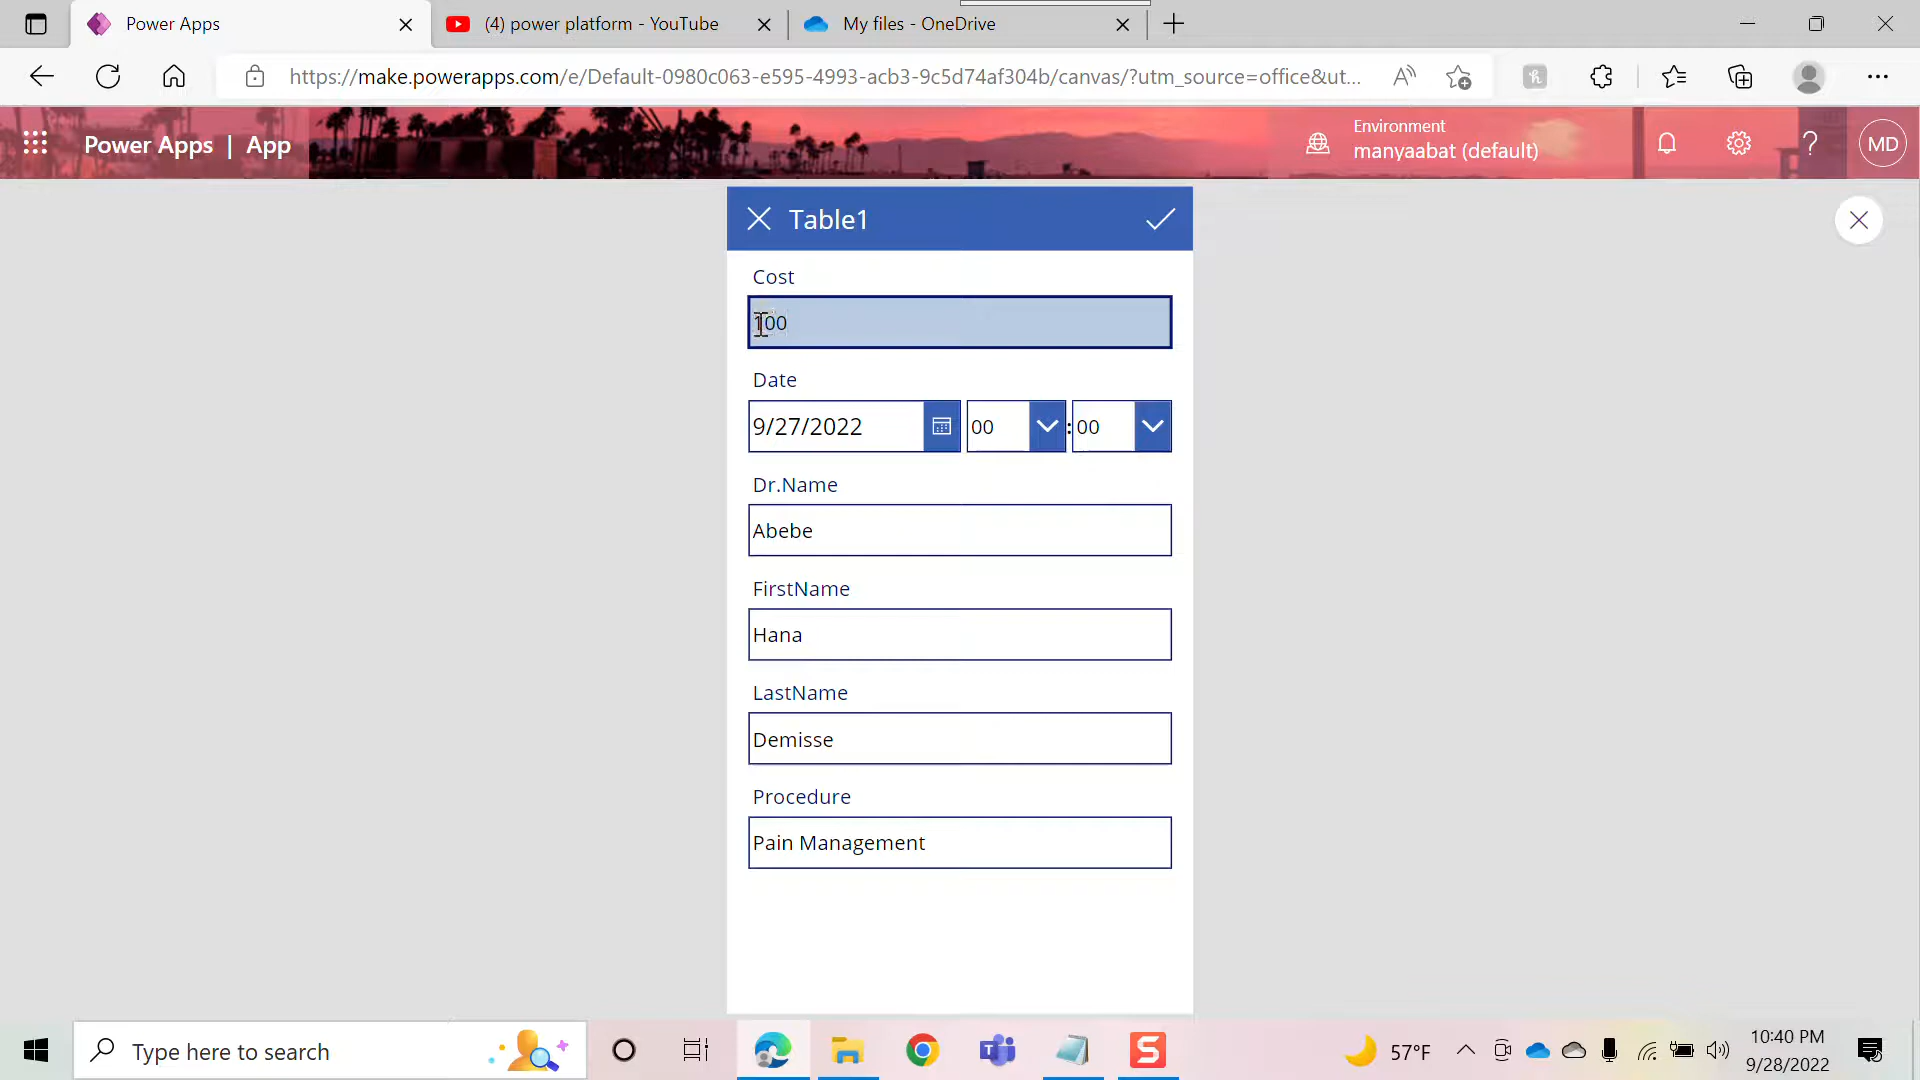 Power Apps
(4) power platform - YouTube
My files - OneDrive
https://make.powerapps.com/e/Default-0980c063-e595-4993-acb3-9c5d74af304b/canvas/?utm_source=office&ut...
Power Apps | App
Environment
manyaabat (default)
?
MD
Table1
Cost
100
Date
9/27/2022
00
:
00
Dr.Name
Abebe
FirstName
Hana
LastName
Demisse
Procedure
Pain Management
Type here to search
57°F
10:40 PM
9/28/2022